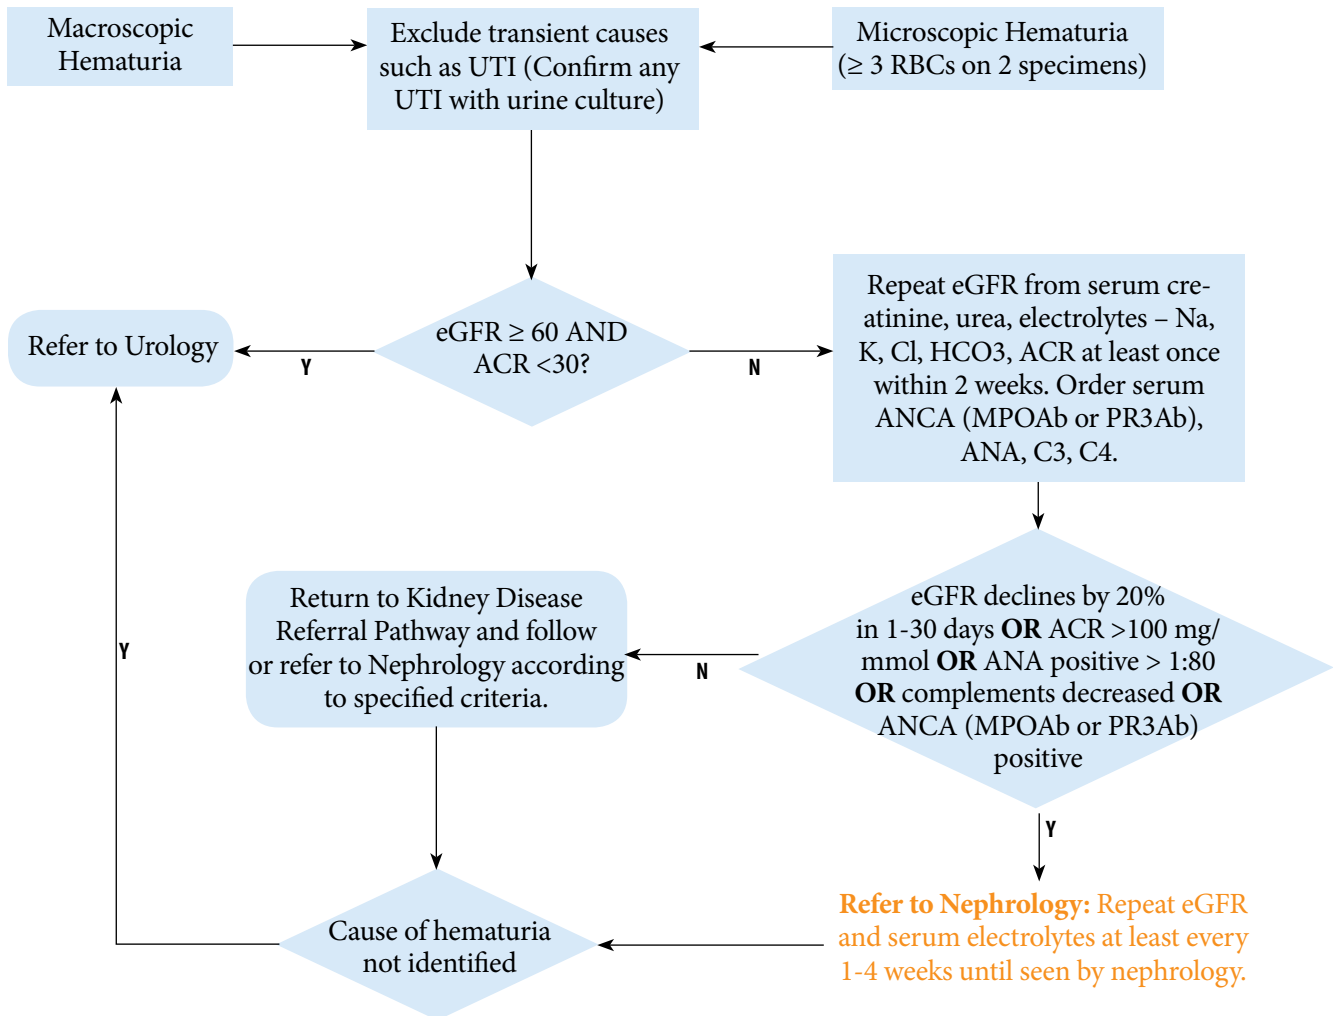 Macroscopic
Hematuria
Exclude transient causes
such as UTI (Confirm any
UTI with urine culture)
Microscopic Hematuria
(≥ 3 RBCs on 2 specimens)
Refer to Urology
Y
eGFR ≥ 60 AND
ACR <30?
N
Repeat eGFR from serum cre-
atinine, urea, electrolytes – Na,
K, Cl, HCO3, ACR at least once
within 2 weeks. Order serum
ANCA (MPOAb or PR3Ab),
ANA, C3, C4.
Y
Return to Kidney Disease
Referral Pathway and follow
or refer to Nephrology according
to specified criteria.
N
eGFR declines by 20%
in 1-30 days OR ACR >100 mg/
mmol OR ANA positive > 1:80
OR complements decreased OR
ANCA (MPOAb or PR3Ab)
positive
Y
Cause of hematuria
not identified
Refer to Nephrology: Repeat eGFR
and serum electrolytes at least every
1-4 weeks until seen by nephrology.